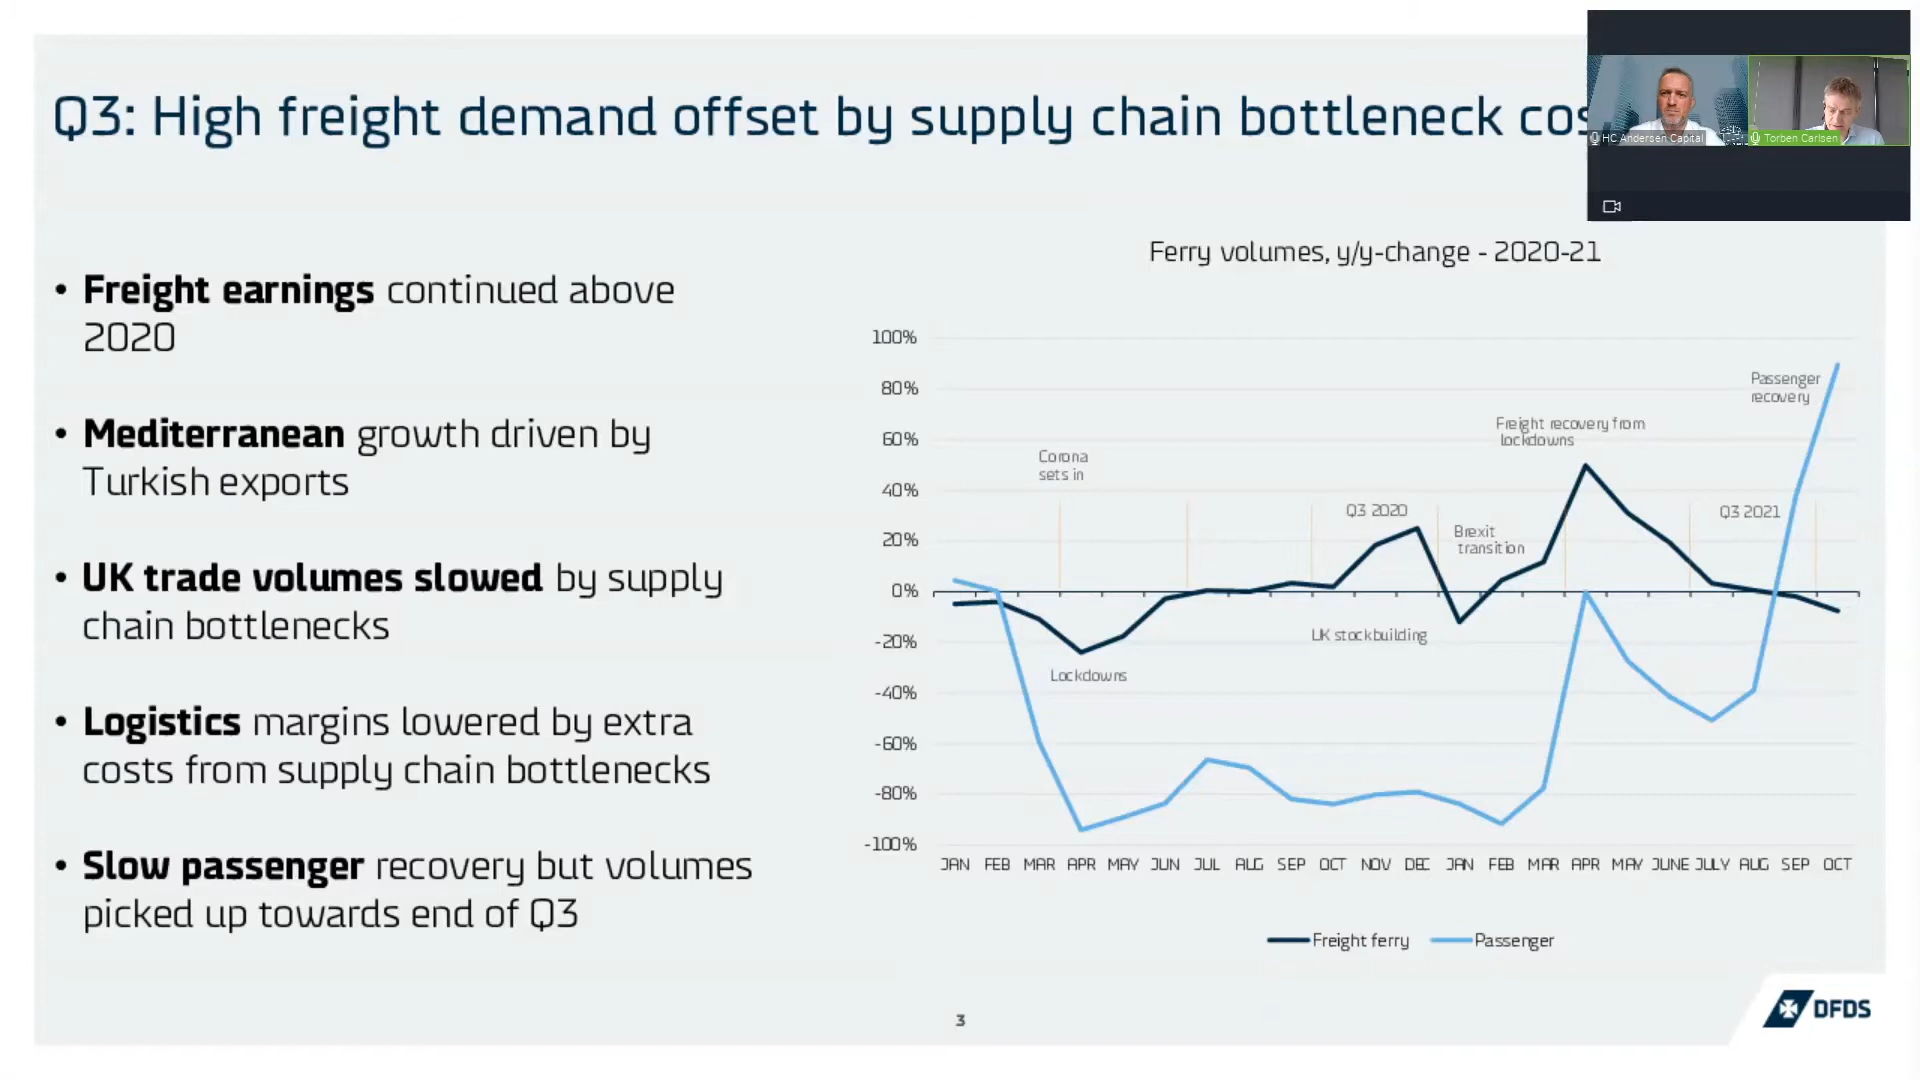 Q3: High freight demand offset by supply chain bottleneck
HC Andersen Capital
Torben Carlsen
• Freight earnings continued above
2020
• Mediterranean growth driven by
Turkish exports
• UK trade volumes slowed by supply
chain bottlenecks
• Logistics margins lowered by extra
costs from supply chain bottlenecks
• Slow passenger recovery but volumes
picked up towards end of Q3
Ferry volumes, y/y-change - 2020-21
100%
80%
60%
40%
20%
0%
-20%
-40%
-60%
-80%
-100%
Corona
sets in
Lockdowns
Q3 2020
UK stockbuilding
Brexit
transition
Freight recovery from
lockdowns
Q3 2021
Passenger
recovery
JAN FEB MAR APR MAY JUN JUL AUG SEP OCT NOV DEC JAN FEB MAR APR MAY JUNE JULY AUG SEP OCT
Freight ferry Passenger
3
DFDS